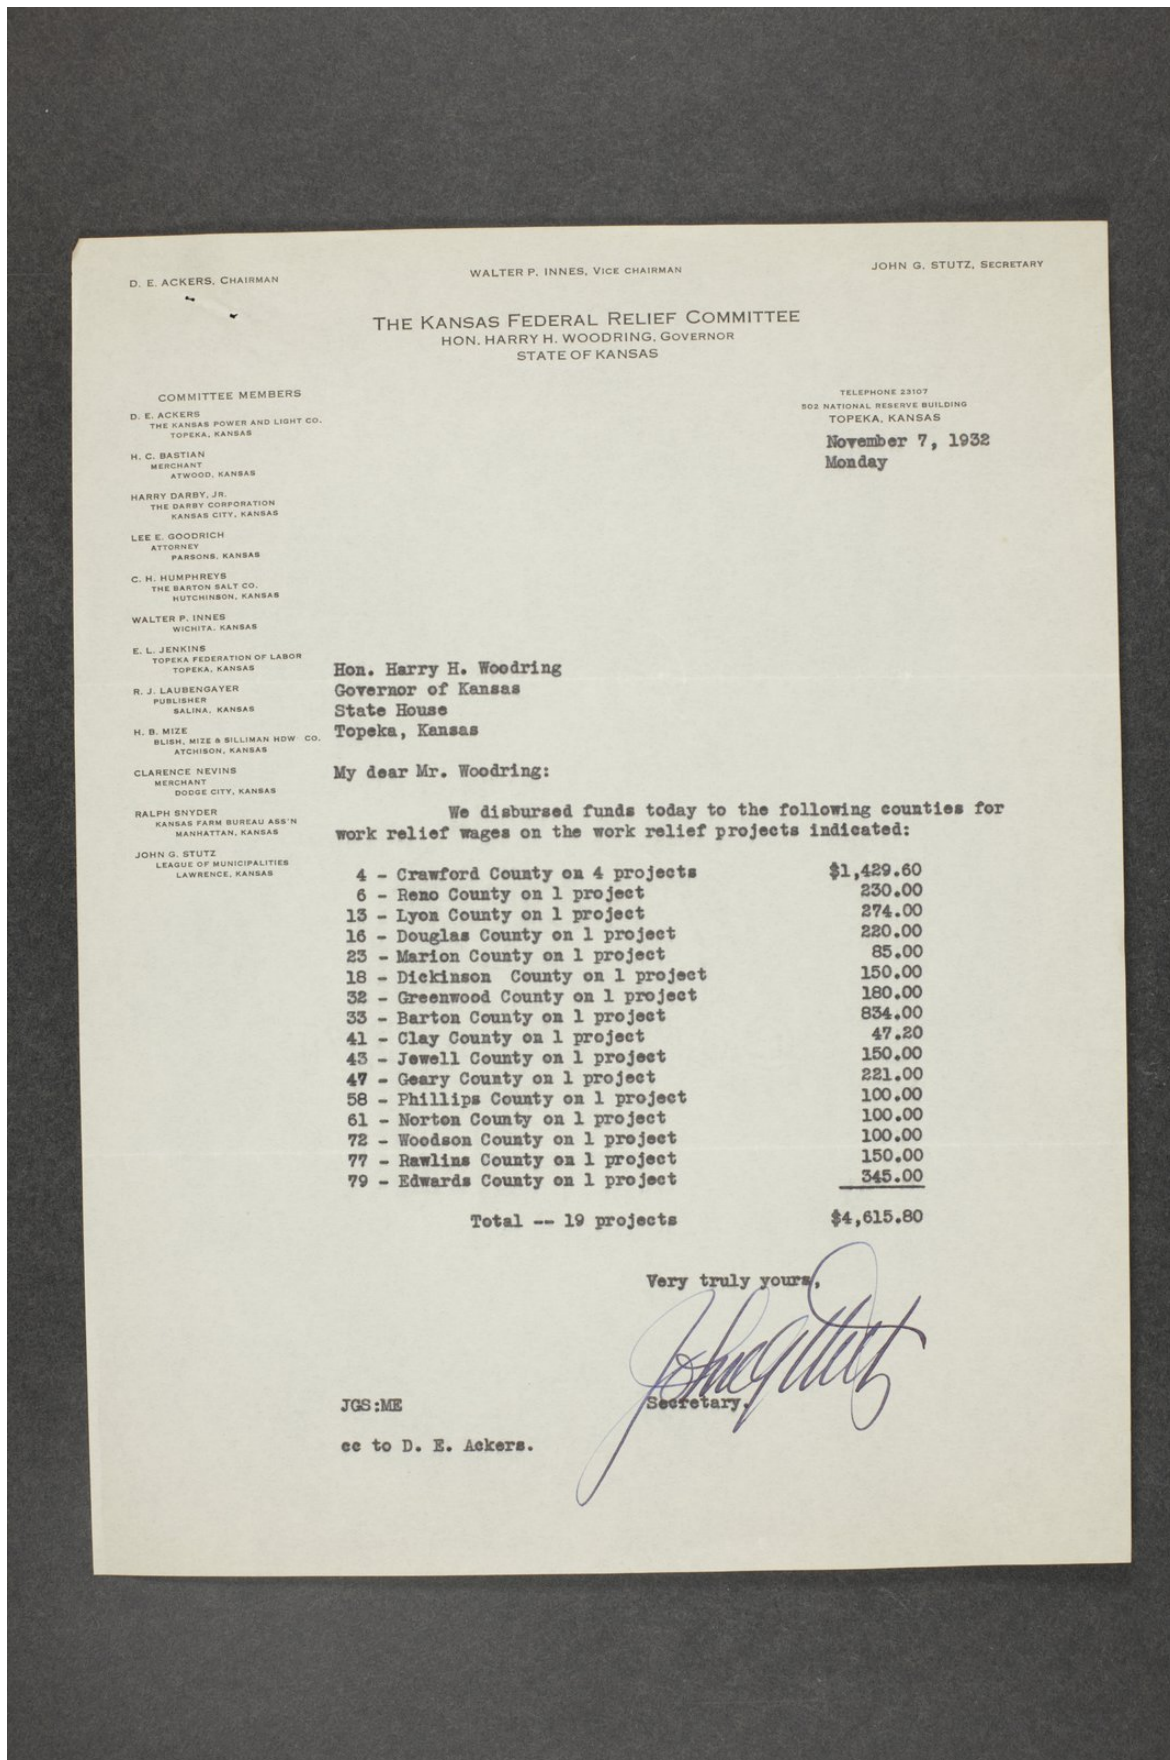 D. E. ACKERS, CHAIRMAN
WALTER P. INNES, VICE CHAIRMAN
JOHN G. STUTZ, SECRETARY
THE KANSAS FEDERAL RELIEF COMMITTEE
HON. HARRY H. WOODRING, GOVERNOR
STATE OF KANSAS
COMMITTEE MEMBERS
D. E. ACKERS
THE KANSAS POWER AND LIGHT CO.
TOPEKA, KANSAS
H. C. BASTIAN
MERCHANT
ATWOOD, KANSAS
HARRY DARBY, JR.
THE DARBY CORPORATION
KANSAS CITY, KANSAS
LEE E. GOODRICH
ATTORNEY
PARSONS, KANSAS
C. H. HUMPHREYS
THE BARTON SALT CO.
HUTCHINSON, KANSAS
WALTER P. INNES
WICHITA, KANSAS
E. L. JENKINS
TOPEKA FEDERATION OF LABOR
TOPEKA, KANSAS
R. J. LAUBENGAYER
PUBLISHER
SALINA, KANSAS
H. B. MIZE
BLISH, MIZE & SILLIMAN HDW CO.
ATCHISON, KANSAS
CLARENCE NEVINS
MERCHANT
DODGE CITY, KANSAS
RALPH SNYDER
KANSAS FARM BUREAU ASS'N
MANHATTAN, KANSAS
JOHN G. STUTZ
LEAGUE OF MUNICIPALITIES
LAWRENCE, KANSAS
TELEPHONE 23107
502 NATIONAL RESERVE BUILDING
TOPEKA, KANSAS
November 7, 1932
Monday
Hon. Harry H. Woodring
Governor of Kansas
State House
Topeka, Kansas
My dear Mr. Woodring:
We disbursed funds today to the following counties for
work relief wages on the work relief projects indicated:
4 - Crawford County on 4 projects $1,429.60
6 - Reno County on 1 project 230.00
13 - Lyon County on 1 project 274.00
16 - Douglas County on 1 project 220.00
23 - Marion County on 1 project 85.00
18 - Dickinson County on 1 project 150.00
32 - Greenwood County on 1 project 180.00
33 - Barton County on 1 project 834.00
41 - Clay County on 1 project 47.20
43 - Jewell County on 1 project 150.00
47 - Geary County on 1 project 221.00
58 - Phillips County on 1 project 100.00
61 - Norton County on 1 project 100.00
72 - Woodson County on 1 project 100.00
77 - Rawlins County on 1 project 150.00
79 - Edwards County on 1 project 345.00
Total -- 19 projects $4,615.80
Very truly yours,
John G Stutz
Secretary.
JGS:ME
cc to D. E. Ackers.